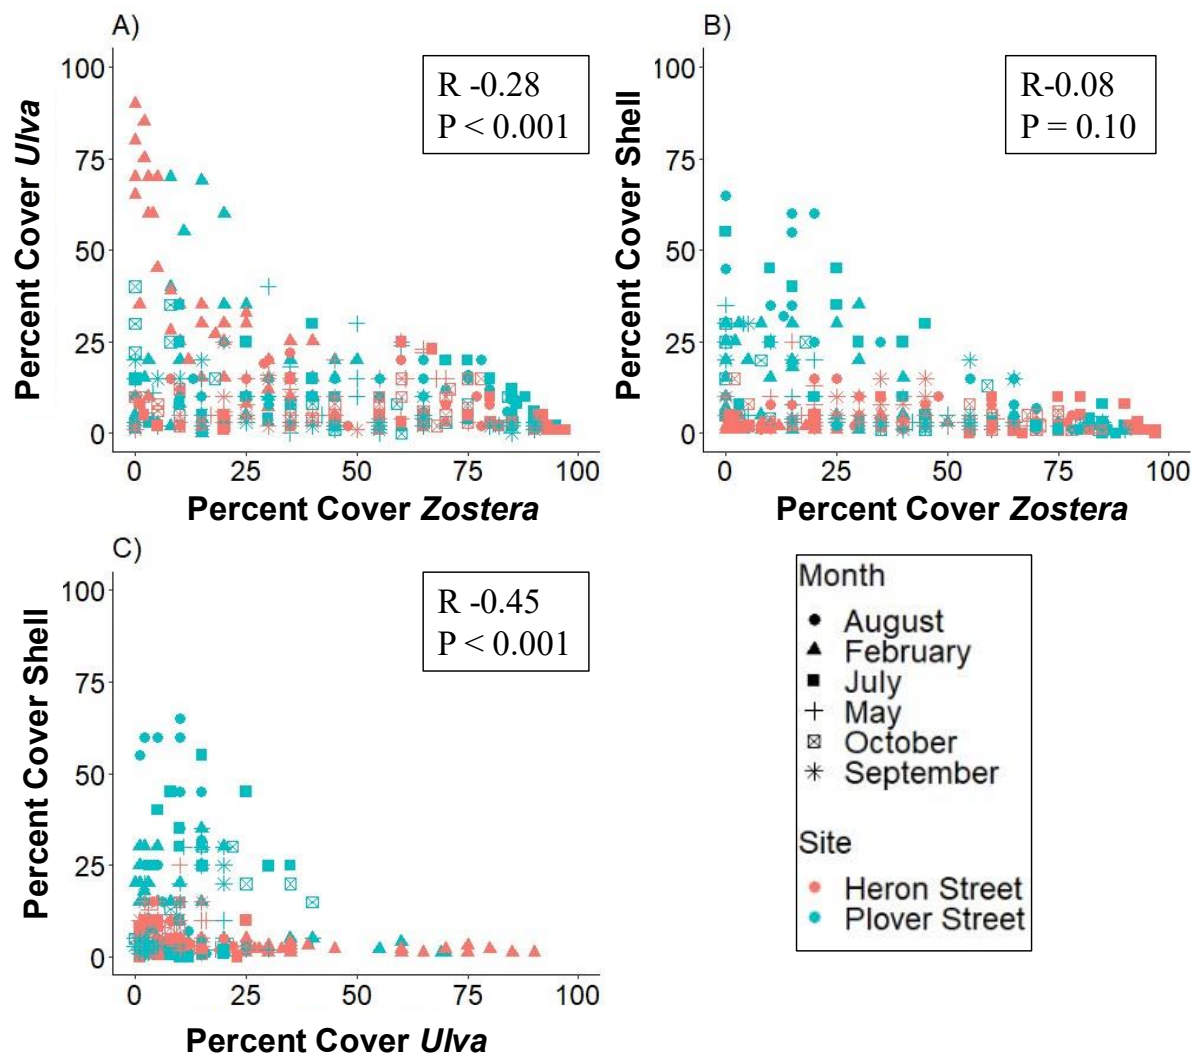 A)
100
75
50
25
0
Percent Cover Ulva
R -0.28
P < 0.001
0 25 50 75 100
Percent Cover Zostera
B)
100
75
50
25
0
Percent Cover Shell
R-0.08
P = 0.10
0 25 50 75 100
Percent Cover Zostera
C)
100
75
50
25
0
Percent Cover Shell
R -0.45
P < 0.001
0 25 50 75 100
Percent Cover Ulva
Month
August
February
July
May
October
September
Site
Heron Street
Plover Street